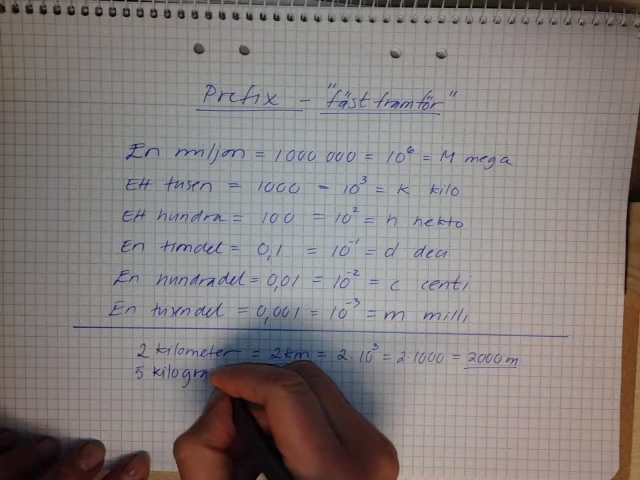 Prefix - "fäst framför"
En miljon = 1000 000 = 10⁶ = M mega
Ett tusen = 1000 = 10³ = k kilo
Ett hundra = 100 = 10² = h hekto
En tiondel = 0,1 = 10⁻¹ = d deci
En hundradel = 0,01 = 10⁻² = c centi
En tusendel = 0,001 = 10⁻³ = m milli
2 kilometer = 2 km = 2·10³ = 2·1000 = 2000 m
5 kilogra